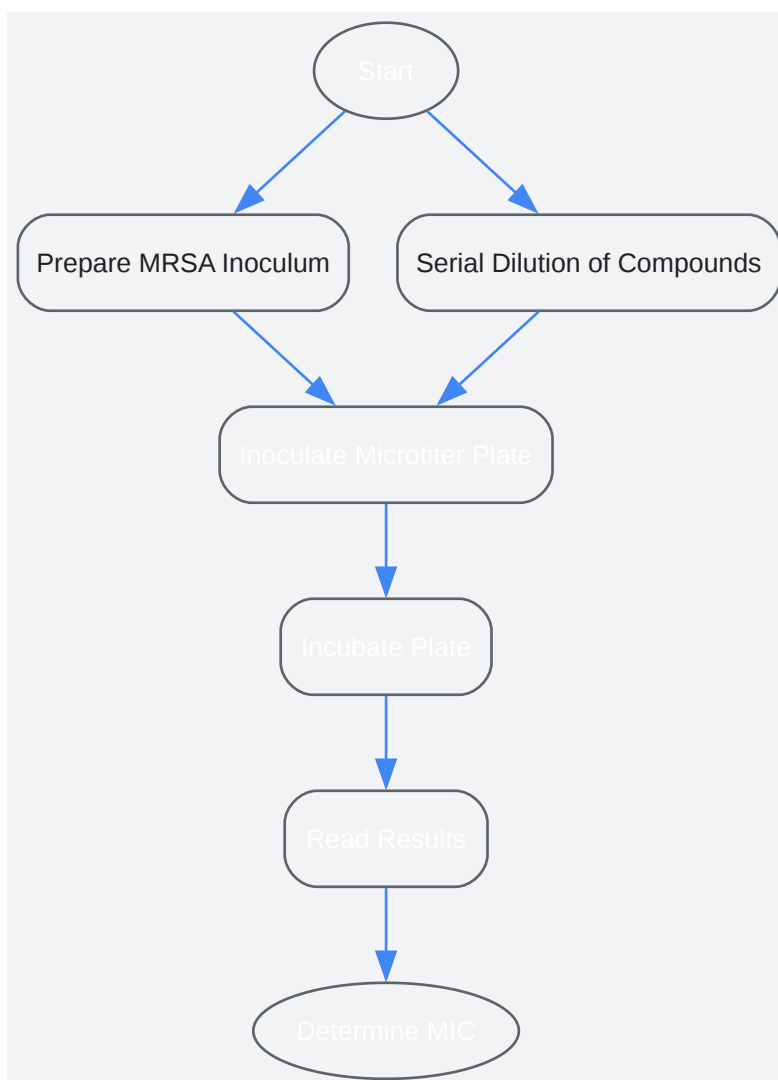 Start
Prepare MRSA Inoculum
Serial Dilution of Compounds
Inoculate Microtiter Plate
Incubate Plate
Read Results
Determine MIC